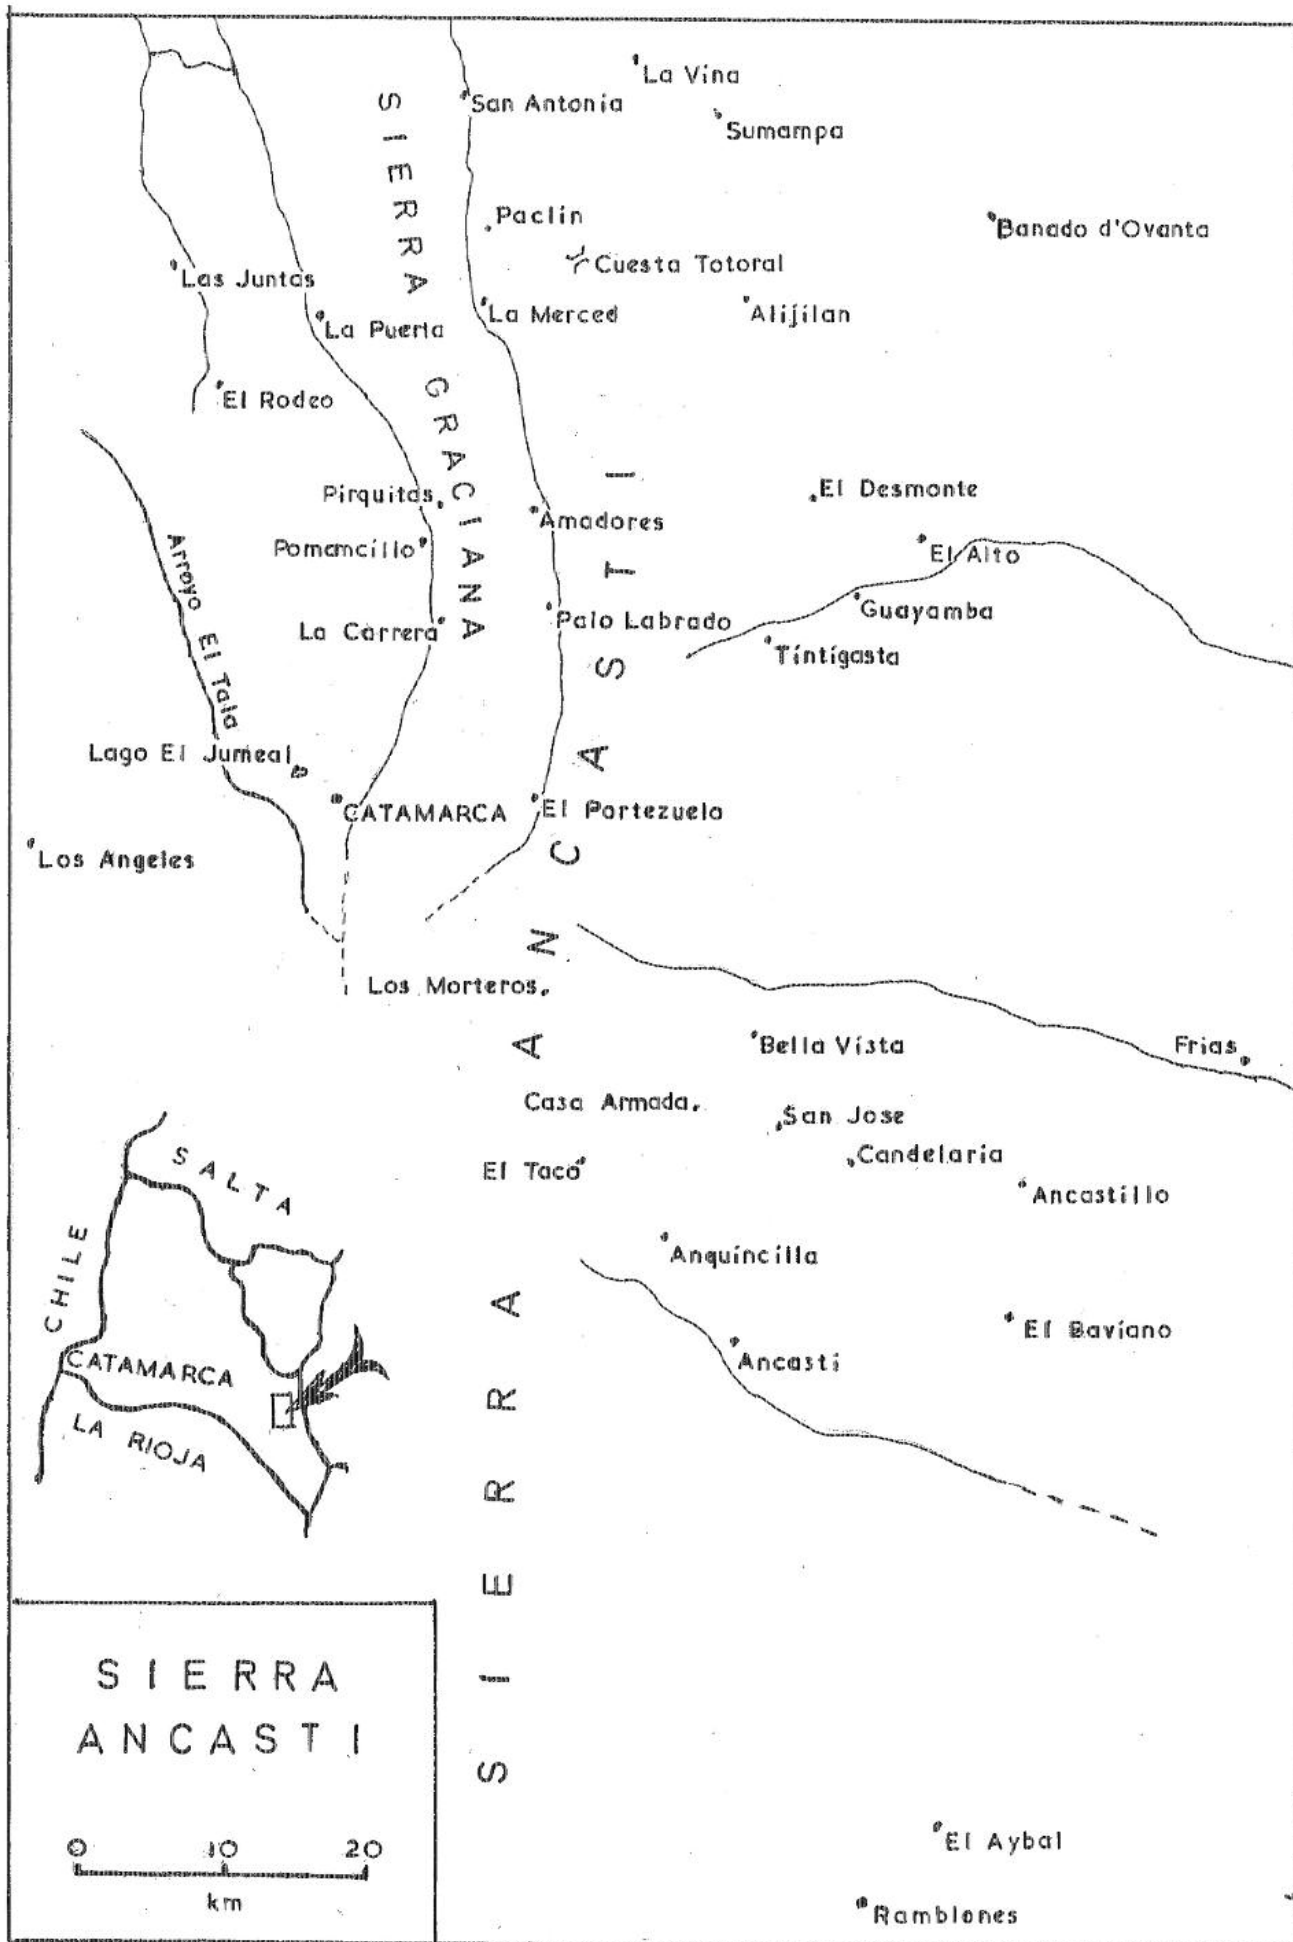 La Vina
San Antonia
Sumampa
SIERRA GRACIANA
Paclin
Banado d'Ovanta
Cuesta Totoral
Las Juntas
La Merced
Alijilan
La Puerta
El Rodeo
Pirquitas
El Desmonte
Amadores
Pomancillo
El Alto
Arroyo El Tala
Guayamba
Palo Labrado
La Carrera
Tintigasta
Lago El Jumeal
CATAMARCA
El Portezuelo
Los Angeles
SIERRA ANCASTI
Los Morteros
Bella Vista
Frias
Casa Armada
San Jose
Candelaria
El Taco
Ancastillo
SALTA
CHILE
Anquincilla
El Baviano
Ancasti
CATAMARCA
LA RIOJA
SIERRA
ANCASTI
0 10 20
km
El Aybal
Ramblones